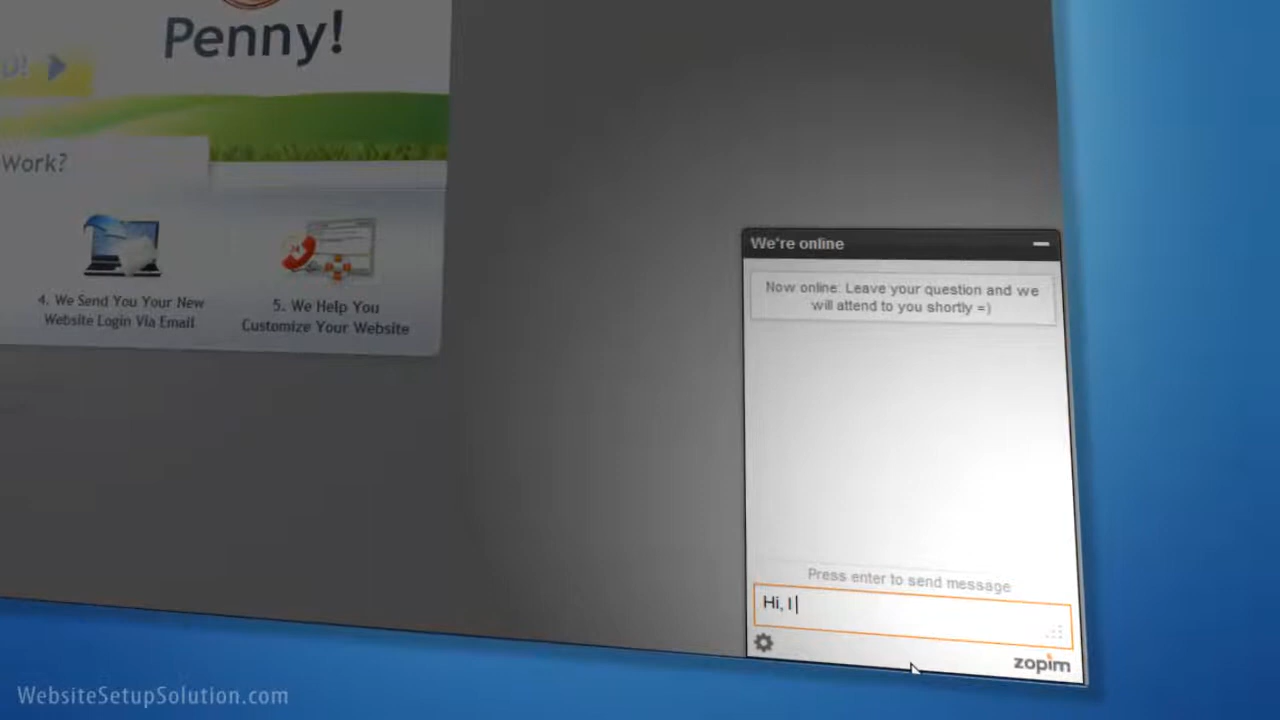 Penny!
D!
Work?
4. We Send You Your New
Website Login Via Email
5. We Help You
Customize Your Website
We're online
Now online: Leave your question and we
will attend to you shortly =)
Press enter to send message
Hi, I
zopim
WebsiteSetupSolution.com